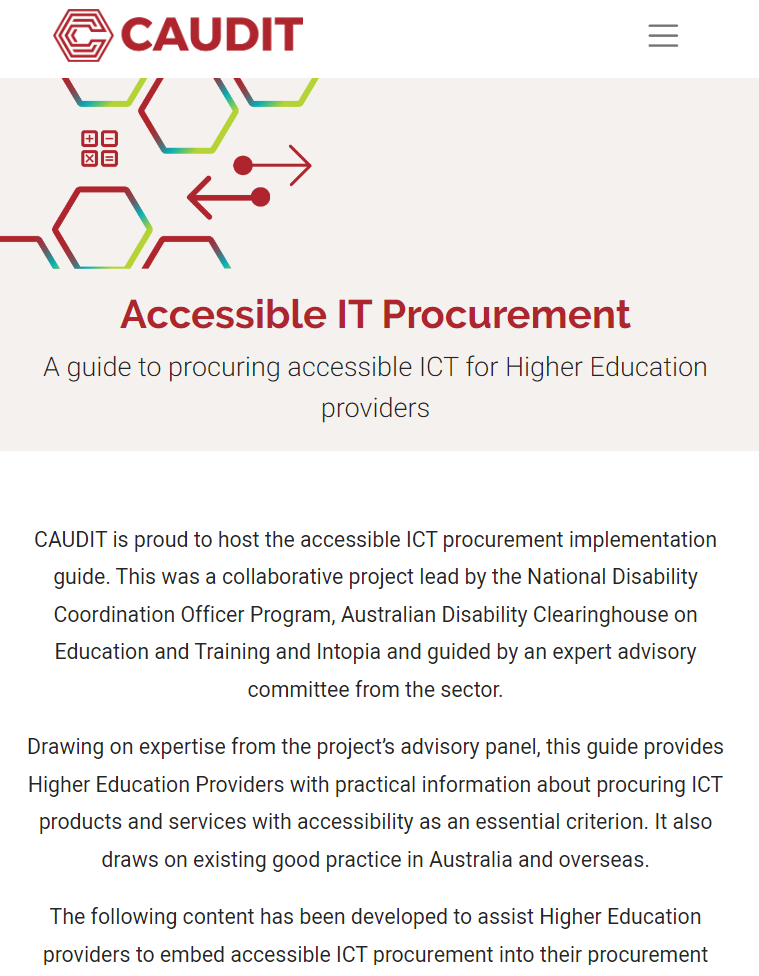 CAUDIT
Accessible IT Procurement
A guide to procuring accessible ICT for Higher Education
providers
CAUDIT is proud to host the accessible ICT procurement implementation
guide. This was a collaborative project lead by the National Disability
Coordination Officer Program, Australian Disability Clearinghouse on
Education and Training and Intopia and guided by an expert advisory
committee from the sector.
Drawing on expertise from the project’s advisory panel, this guide provides
Higher Education Providers with practical information about procuring ICT
products and services with accessibility as an essential criterion. It also
draws on existing good practice in Australia and overseas.
The following content has been developed to assist Higher Education
providers to embed accessible ICT procurement into their procurement